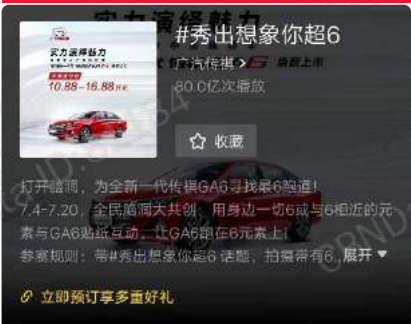 实力演绎魅力
10.88-16.88
#秀出想象你超6
广汽传祺
80.0亿次播放
收藏
打开脑洞，为全新一代传祺GA6寻找最6跑道!
7.4-7.20，全民脑洞大共创，用身边一切6或与6相近的元
素与GA6贴纸互动，让GA6跑在6元素上!
参赛规则：带#秀出想象你超6 话题，拍摄带有6.. 展开
立即预订享多重好礼